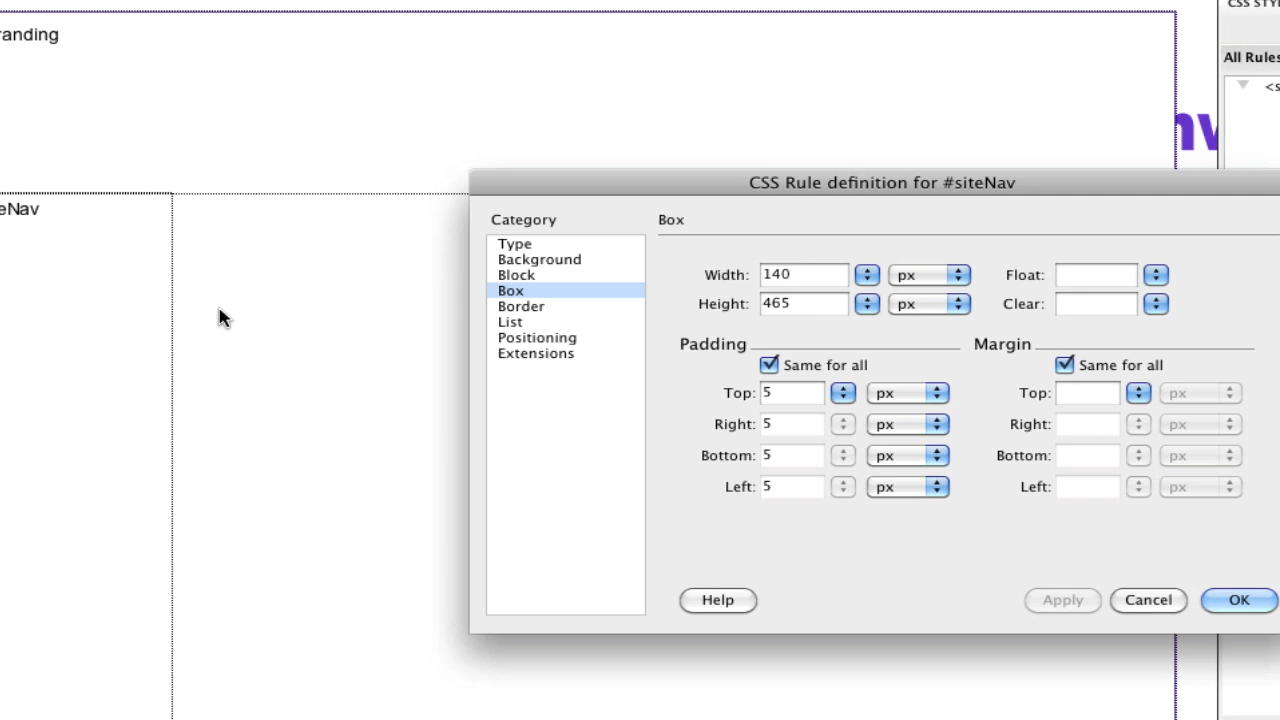 CSS STY
randing
All Rules
<s
nv
CSS Rule definition for #siteNav
eNav
Category
Box
Type
Background
Block
Box
Border
List
Positioning
Extensions
Width: 140 px Float:
Height: 465 px Clear:
Padding Margin
Same for all Same for all
Top: 5 px Top: px
Right: 5 px Right: px
Bottom: 5 px Bottom: px
Left: 5 px Left: px
Help Apply Cancel OK